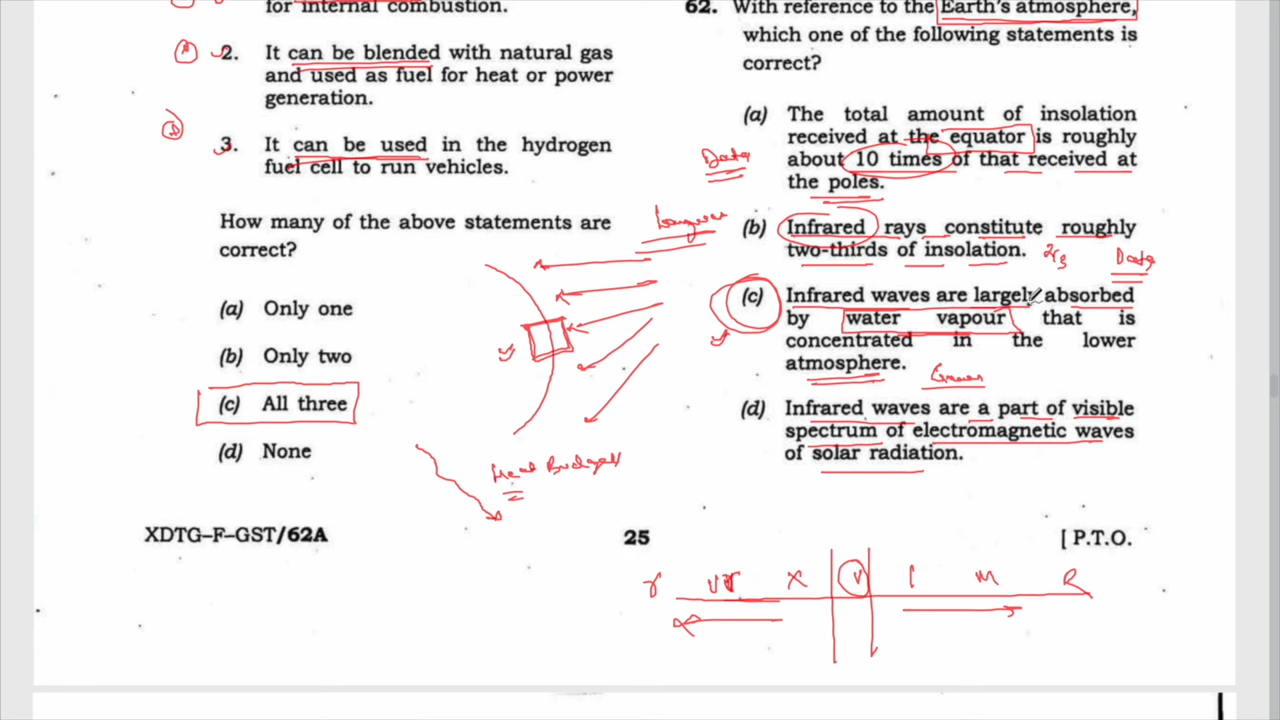 for internal combustion.
2. It can be blended with natural gas
and used as fuel for heat or power
generation.
3. It can be used in the hydrogen
fuel cell to run vehicles.
How many of the above statements are
correct?
(a) Only one
(b) Only two
(c) All three
(d) None
Heat Budget
XDTG–F–GST/62A
25
62. With reference to the Earth's atmosphere,
which one of the following statements is
correct?
(a) The total amount of insolation
received at the equator is roughly
about 10 times of that received at
the poles.
Data
(b) Infrared rays constitute roughly
two-thirds of insolation.
Data
(c) Infrared waves are largely absorbed
by water vapour that is
concentrated in the lower
atmosphere.
(d) Infrared waves are a part of visible
spectrum of electromagnetic waves
of solar radiation.
[ P.T.O.
X V I M R